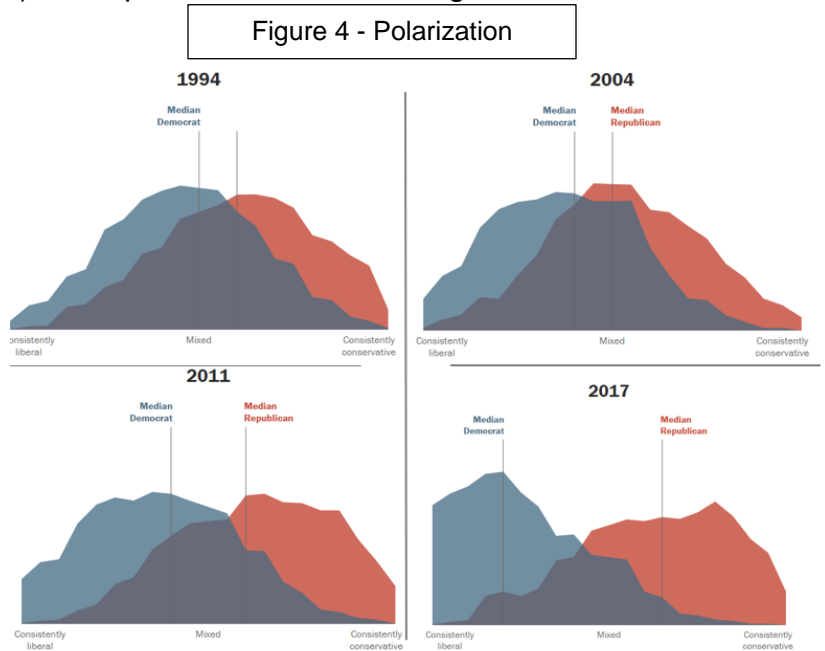 Figure 4 - Polarization
1994
Median
Democrat
onsistently
liberal
Mixed
Consistently
conservative
2004
Median
Democrat
Median
Republican
Consistently
liberal
Mixed
Consistently
conservative
2011
Median
Democrat
Median
Republican
Consistently
liberal
Mixed
Consistently
conservative
2017
Median
Democrat
Median
Republican
Consistently
liberal
Mixed
Consistently
conservative